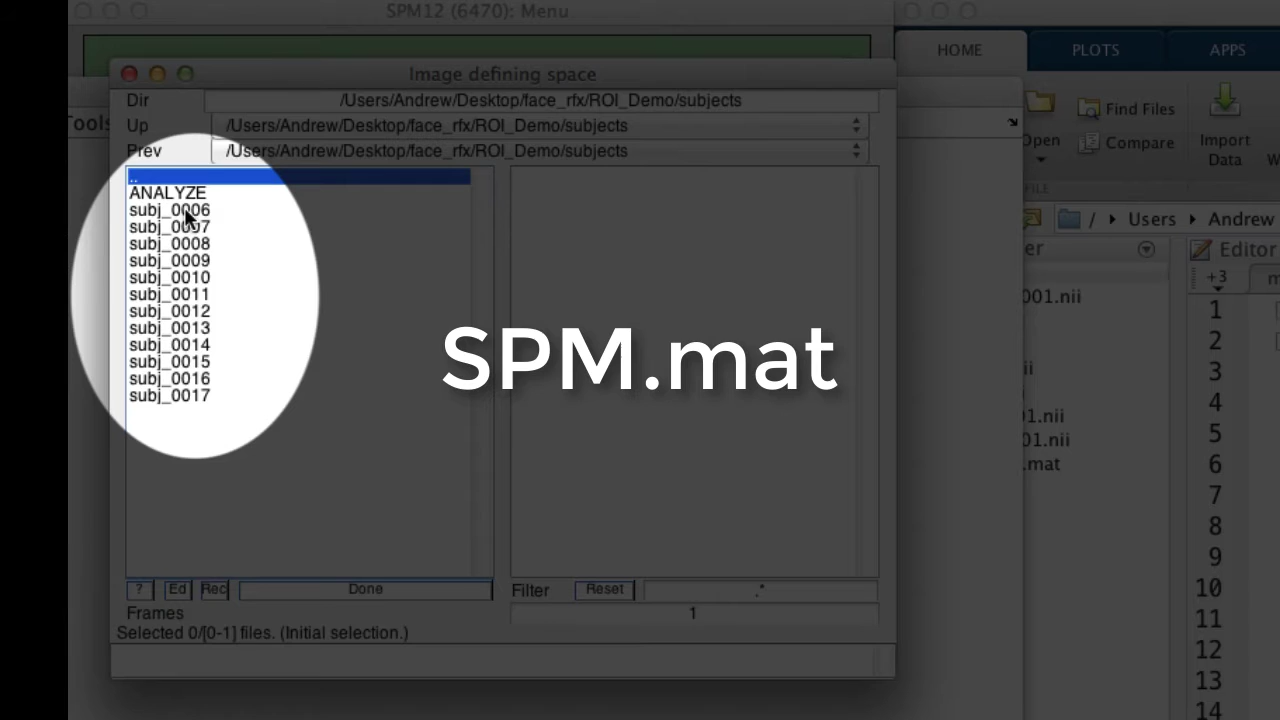 SPM12 (6470): Menu
HOME PLOTS APPS
Image defining space
Dir /Users/Andrew/Desktop/face_rfx/ROI_Demo/subjects
Up /Users/Andrew/Desktop/face_rfx/ROI_Demo/subjects
Prev /Users/Andrew/Desktop/face_rfx/ROI_Demo/subjects
Tools
Find Files
Open Compare Import
Data
FILE
/ Users Andrew
Editor
+3
..
ANALYZE
subj_0006
subj_0007
subj_0008
subj_0009
subj_0010
subj_0011
subj_0012
subj_0013
subj_0014
subj_0015
subj_0016
subj_0017
SPM.mat
001.nii
ii
01.nii
01.nii
.mat
1
2
3
4
5
6
7
8
9
10
11
12
13
14
? Ed Rec Done Filter Reset .*
Frames 1
Selected 0/[0-1] files. (Initial selection.)